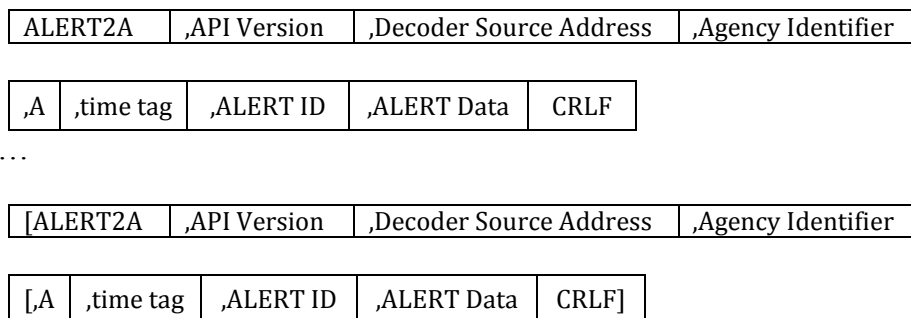 ALERT2A ,API Version ,Decoder Source Address ,Agency Identifier
,A ,time tag ,ALERT ID ,ALERT Data CRLF
...
[ALERT2A ,API Version ,Decoder Source Address ,Agency Identifier
[,A ,time tag ,ALERT ID ,ALERT Data CRLF]